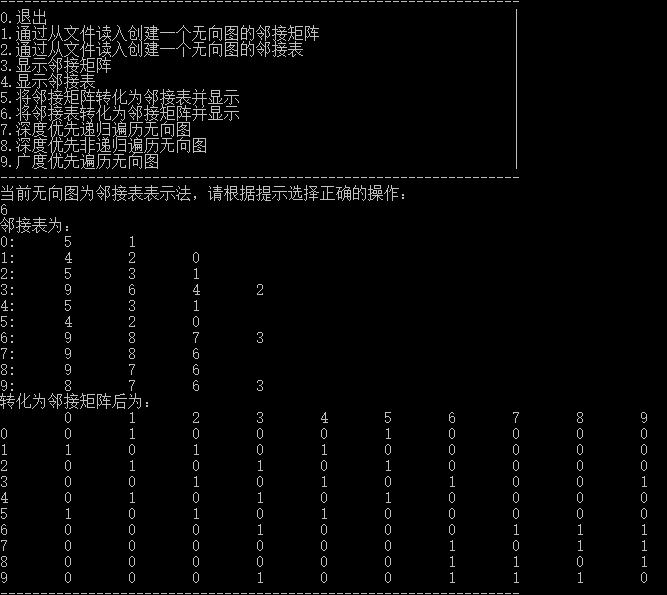 0.退出
1.通过从文件读入创建一个无向图的邻接矩阵
2.通过从文件读入创建一个无向图的邻接表
3.显示邻接矩阵
4.显示邻接表
5.将邻接矩阵转化为邻接表并显示
6.将邻接表转化为邻接矩阵并显示
7.深度优先递归遍历无向图
8.深度优先非递归遍历无向图
9.广度优先遍历无向图
当前无向图为邻接表表示法，请根据提示选择正确的操作：
6
邻接表为：
0: 5 1
1: 4 2 0
2: 5 3 1
3: 9 6 4 2
4: 5 3 1
5: 4 2 0
6: 9 8 7 3
7: 9 8 6
8: 9 7 6
9: 8 7 6 3
转化为邻接矩阵后为：
0 1 2 3 4 5 6 7 8 9
0 0 1 0 0 0 1 0 0 0 0
1 1 0 1 0 1 0 0 0 0 0
2 0 1 0 1 0 1 0 0 0 0
3 0 0 1 0 1 0 1 0 0 1
4 0 1 0 1 0 1 0 0 0 0
5 1 0 1 0 1 0 0 0 0 0
6 0 0 0 1 0 0 0 1 1 1
7 0 0 0 0 0 0 1 0 1 1
8 0 0 0 0 0 0 1 1 0 1
9 0 0 0 1 0 0 1 1 1 0